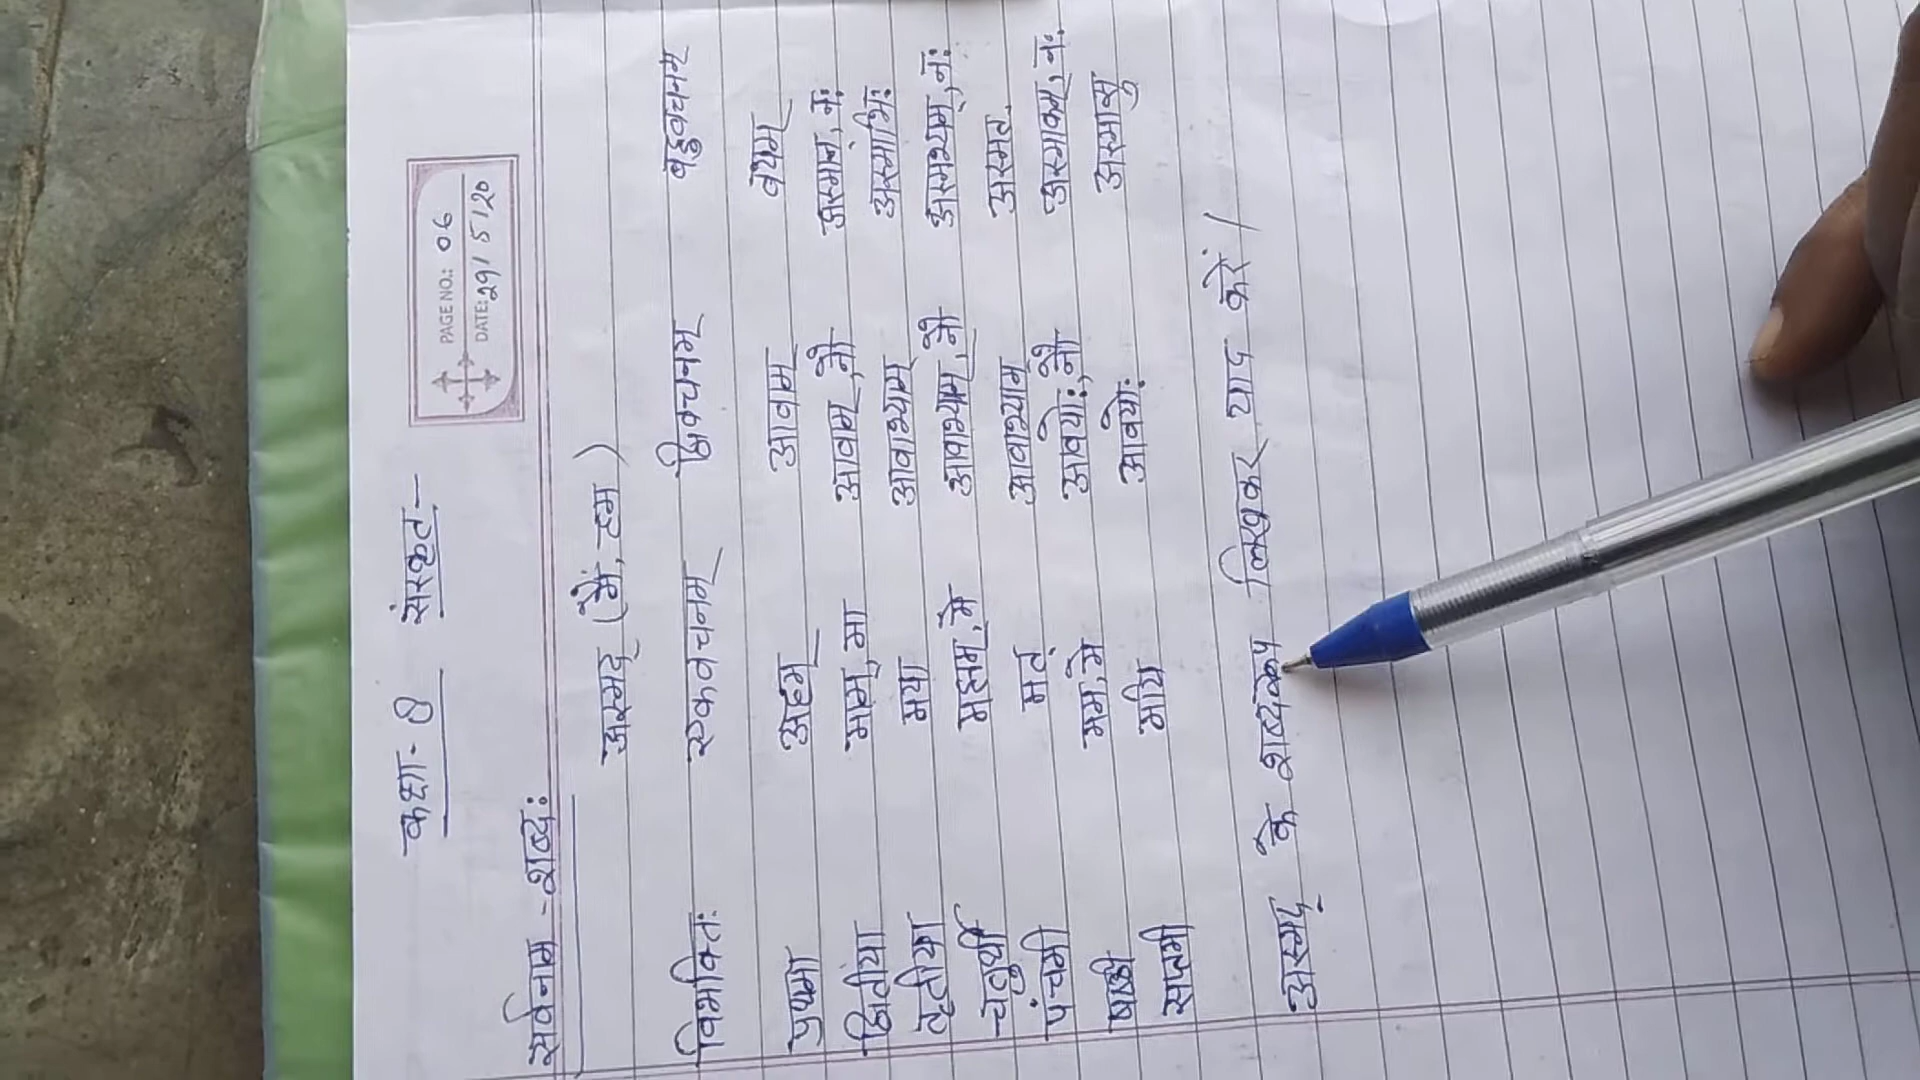 PAGE NO.: 06
DATE: 29/5/20
कक्षा- 8 संस्कृत-
सर्वनाम -शब्द:
अस्मद् (मैं, हम)
विभक्ति: एकवचनम् द्विवचनम् बहुवचनम्
प्रथमा अहम् आवाम् वयम्
द्वितीया माम्, मा आवाम्, नौ अस्मान्, न:
तृतीया मया आवाभ्याम् अस्माभि:
चतुर्थी मह्यम्, मे आवाभ्याम्, नौ अस्मभ्यम्, न:
पंचमी मत् आवाभ्याम् अस्मत्
षष्ठी मम, मे आवयो:, नौ अस्माकम्, न:
सप्तमी मयि आवयो: अस्मासु
अस्मद् के शब्दरूप लिखकर याद करें।